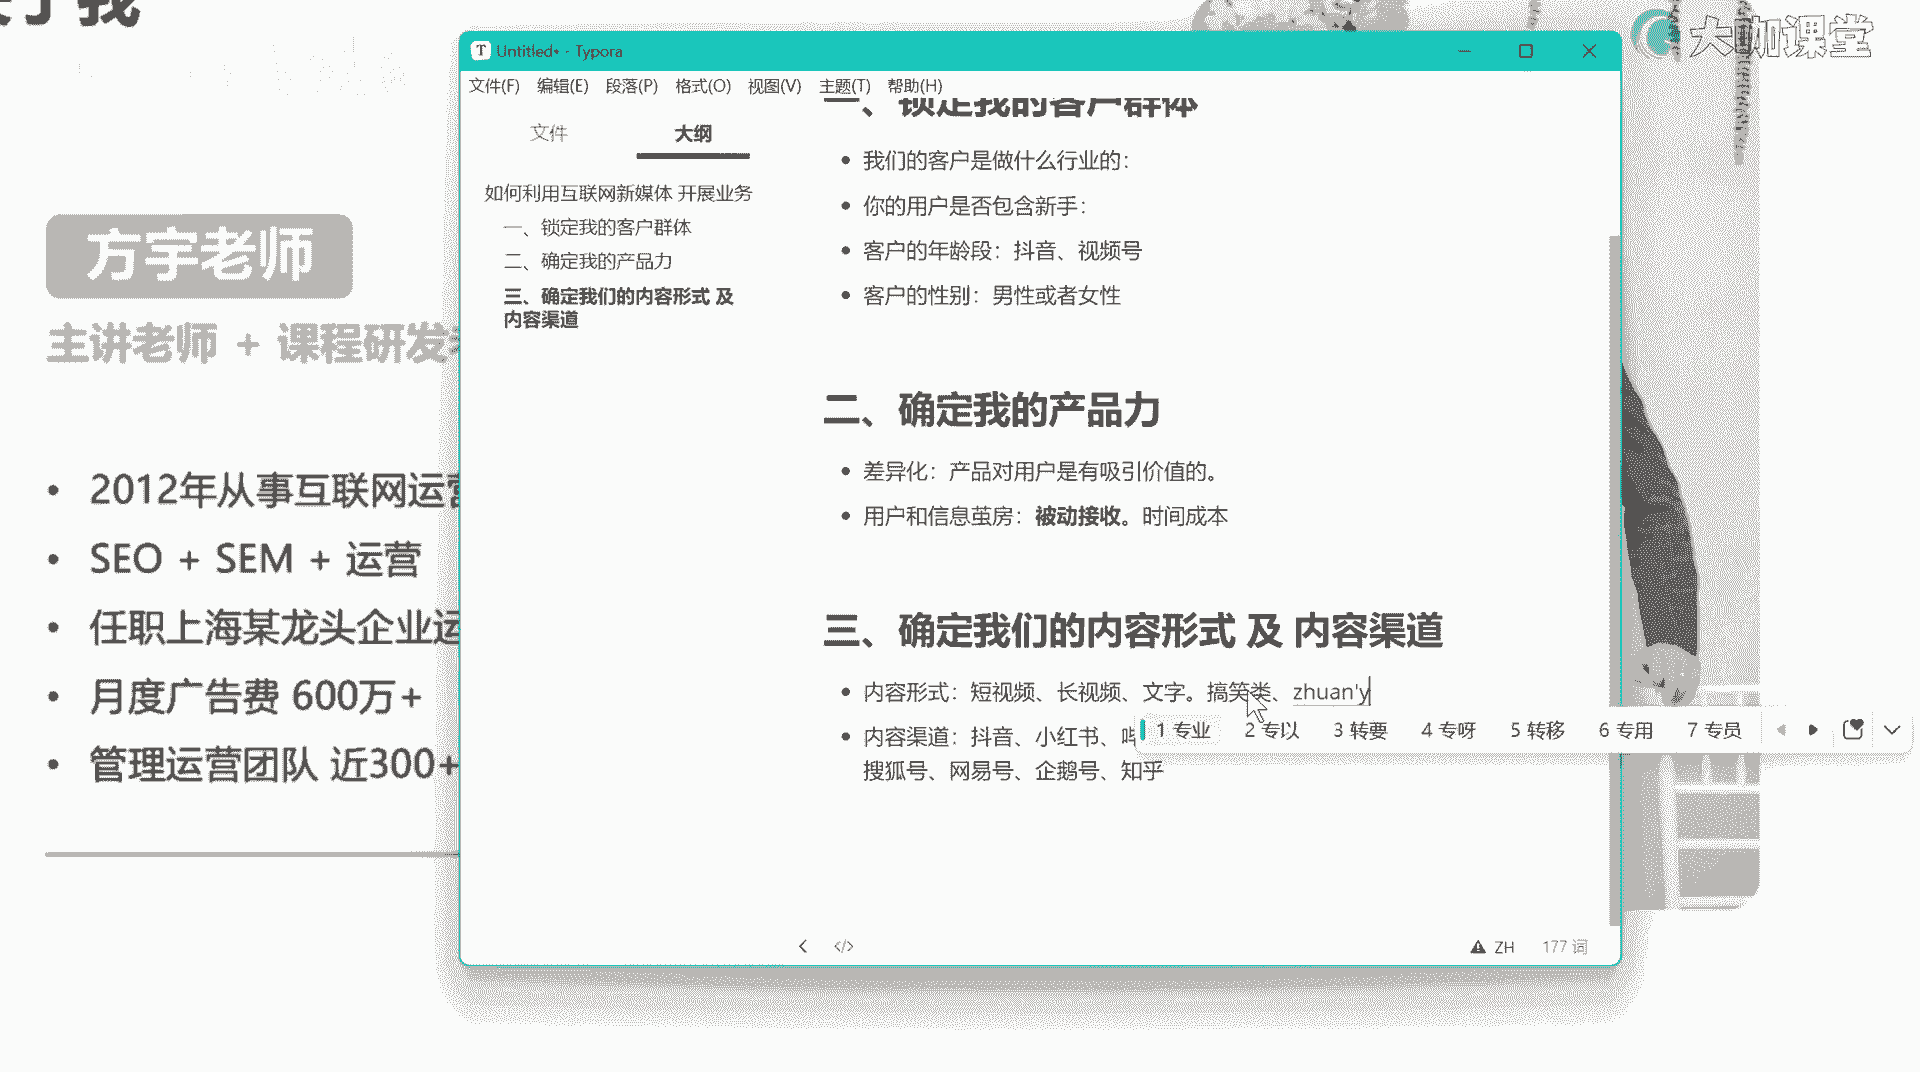 大咖课堂
Untitled• - Typora
文件(F) 编辑(E) 段落(P) 格式(O) 视图(V) 主题(T) 帮助(H)
文件 大纲
如何利用互联网新媒体 开展业务
一、锁定我的客户群体
二、确定我的产品力
三、确定我们的内容形式 及
内容渠道
一、锁定我的客户群体
我们的客户是做什么行业的：
你的用户是否包含新手：
客户的年龄段：抖音、视频号
客户的性别：男性或者女性
二、确定我的产品力
差异化：产品对用户是有吸引价值的。
用户和信息茧房：被动接收。时间成本
三、确定我们的内容形式 及 内容渠道
内容形式：短视频、长视频、文字。搞笑类、zhuan'y
1 专业 2 专以 3 转要 4 专呀 5 转移 6 专用 7 专员
内容渠道：抖音、小红书、
搜狐号、网易号、企鹅号、知乎
ZH 177 词
方宇老师
主讲老师 + 课程研发
• 2012年从事互联网运营
• SEO + SEM + 运营
• 任职上海某龙头企业运
• 月度广告费 600万+
• 管理运营团队 近300+